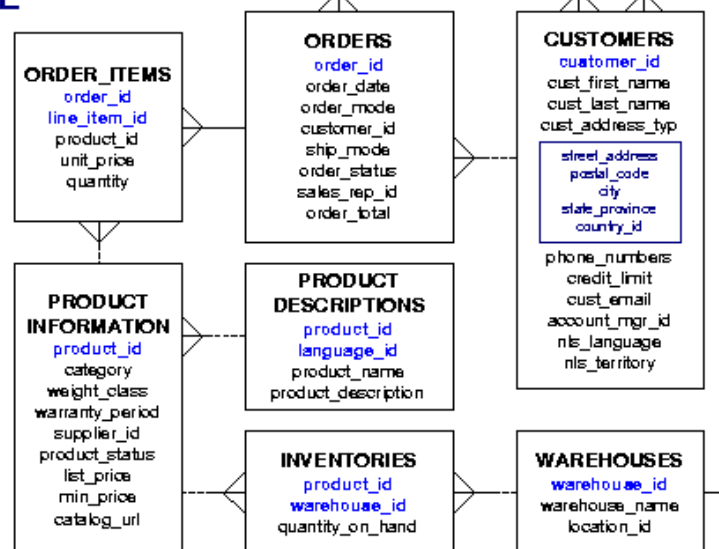 E
ORDER_ITEMS
order_id
line_item_id
product_id
unit_price
quantity
ORDERS
order_id
order_date
order_mode
customer_id
ship_mode
order_status
sales_rep_id
order_total
CUSTOMERS
customer_id
cust_first_name
cust_last_name
cust_address_typ
street_address
postal_code
city
state_province
country_id
phone_numbers
credit_limit
cust_email
account_mgr_id
nls_language
nls_territory
PRODUCT
INFORMATION
product_id
category
weight_class
warranty_period
supplier_id
product_status
list_price
min_price
catalog_url
PRODUCT
DESCRIPTIONS
product_id
language_id
product_name
product_description
INVENTORIES
product_id
warehouse_id
quantity_on_hand
WAREHOUSES
warehouse_id
warehouse_name
location_id